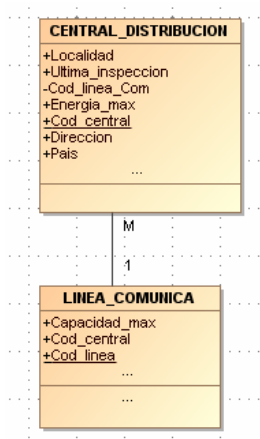 CENTRAL_DISTRIBUCION
+Localidad
+Ultima_inspeccion
-Cod_linea_Com
+Energia_max
+Cod_central
+Direccion
+Pais
...
M
1
LINEA_COMUNICA
+Capacidad_max
+Cod_central
+Cod_linea
...
...